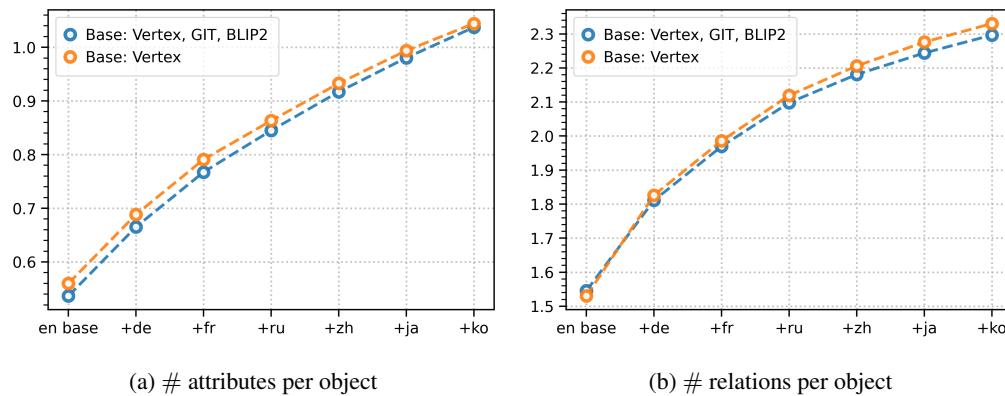 Base: Vertex, GIT, BLIP2
Base: Vertex
1.0
0.9
0.8
0.7
0.6
en base +de +fr +ru +zh +ja +ko
(a) # attributes per object
Base: Vertex, GIT, BLIP2
Base: Vertex
2.3
2.2
2.1
2.0
1.9
1.8
1.7
1.6
1.5
en base +de +fr +ru +zh +ja +ko
(b) # relations per object